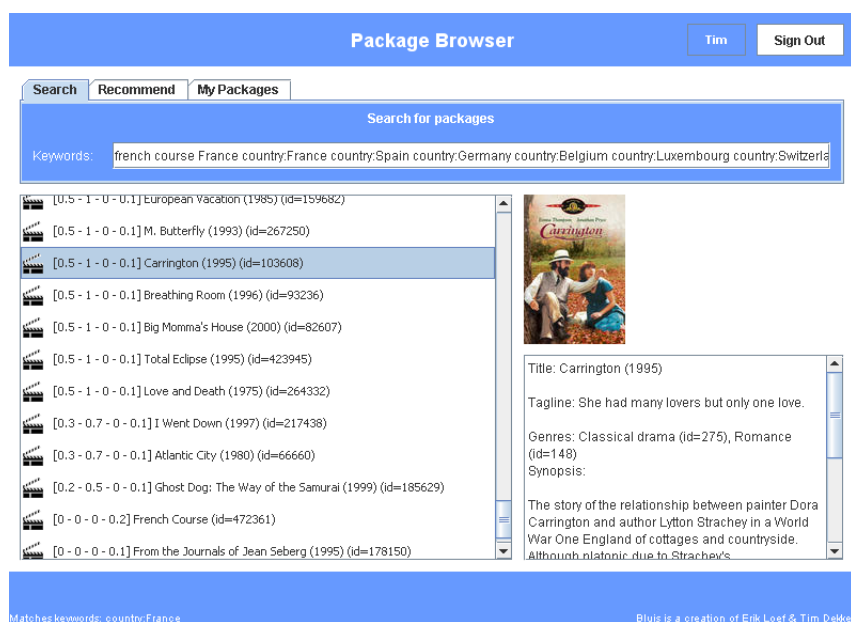 Package Browser
Tim
Sign Out
Search
Recommend
My Packages
Search for packages
Keywords:
french course France country:France country:Spain country:Germany country:Belgium country:Luxembourg country:Switzerla
[0.5 - 1 - 0 - 0.1] European Vacation (1985) (id=159682)
[0.5 - 1 - 0 - 0.1] M. Butterfly (1993) (id=267250)
[0.5 - 1 - 0 - 0.1] Carrington (1995) (id=103608)
[0.5 - 1 - 0 - 0.1] Breathing Room (1996) (id=93236)
[0.5 - 1 - 0 - 0.1] Big Momma's House (2000) (id=82607)
[0.5 - 1 - 0 - 0.1] Total Eclipse (1995) (id=423945)
[0.5 - 1 - 0 - 0.1] Love and Death (1975) (id=264332)
[0.3 - 0.7 - 0 - 0.1] I Went Down (1997) (id=217438)
[0.3 - 0.7 - 0 - 0.1] Atlantic City (1980) (id=66660)
[0.2 - 0.5 - 0 - 0.1] Ghost Dog: The Way of the Samurai (1999) (id=185629)
[0 - 0 - 0 - 0.2] French Course (id=472361)
[0 - 0 - 0 - 0.1] From the Journals of Jean Seberg (1995) (id=178150)
Emma Thompson Jonathan Pryce
Carrington
Title: Carrington (1995)
Tagline: She had many lovers but only one love.
Genres: Classical drama (id=275), Romance
(id=148)
Synopsis:
The story of the relationship between painter Dora
Carrington and author Lytton Strachey in a World
War One England of cottages and countryside.
Although platonic due to Strachey's
Matches keywords: country:France
Bluis is a creation of Erik Loef & Tim Dekke